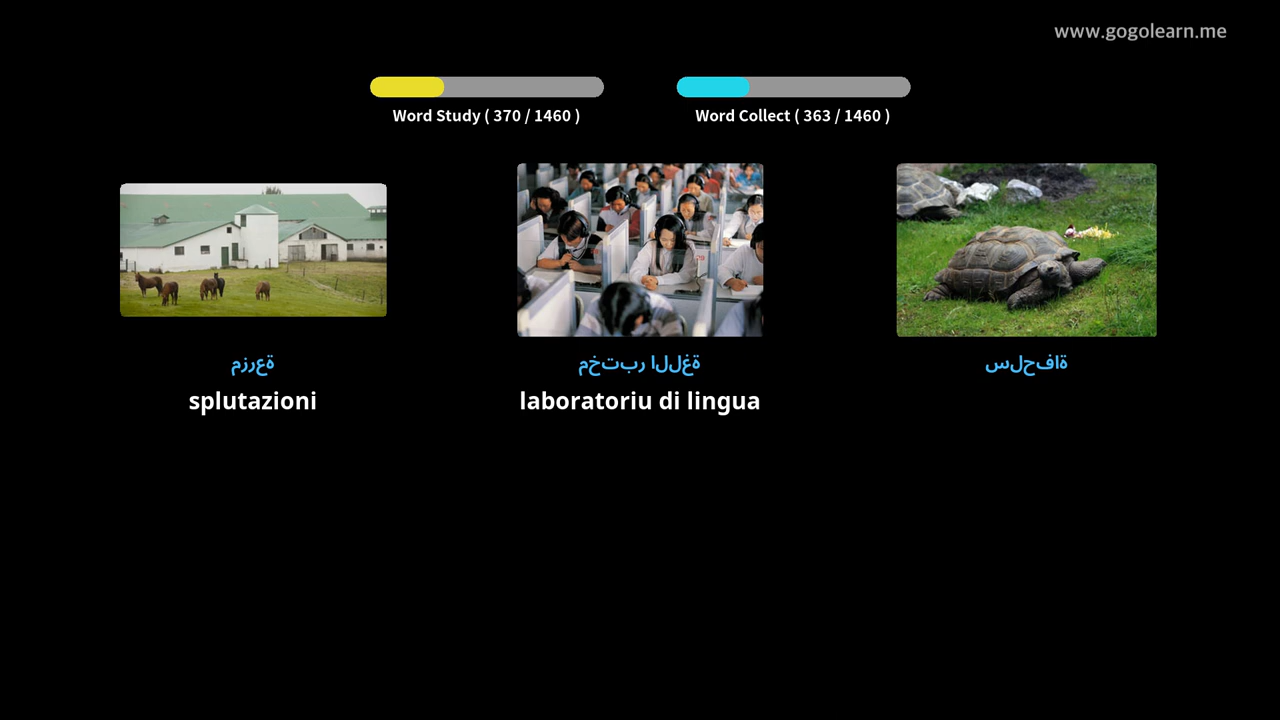 www.gogolearn.me
Word Study ( 370 / 1460 )
Word Collect ( 363 / 1460 )
مزرعة
splutazioni
مختبر اللغة
laboratoriu di lingua
سلحفاة